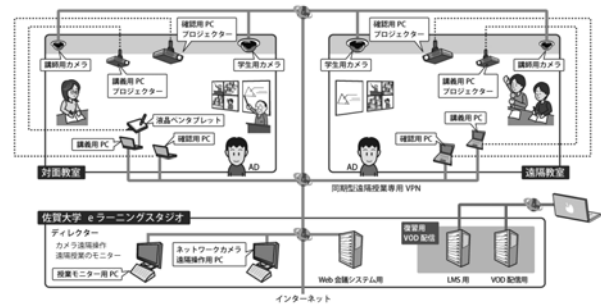 確認用 PC
プロジェクター
講師用カメラ
学生用カメラ
講義用 PC
プロジェクター
液晶ペンタブレット
講義用 PC
確認用 PC
AD
対面教室
確認用 PC
プロジェクター
学生用カメラ
講師用カメラ
講義用 PC
プロジェクター
講義用 PC
確認用 PC
AD
遠隔教室
同期型遠隔授業専用 VPN
佐賀大学 eラーニングスタジオ
ディレクター
カメラ遠隔操作
遠隔授業のモニター
授業モニター用 PC
ネットワークカメラ
遠隔操作用 PC
Web 会議システム用
復習用
VOD 配信
LMS 用
VOD 配信用
インターネット